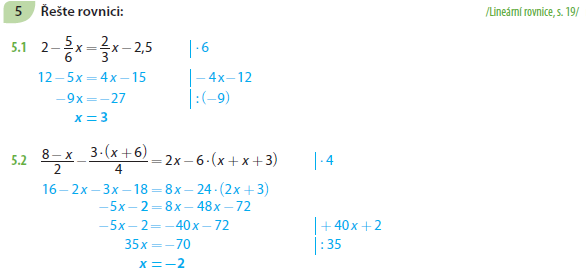 5 Řešte rovnici: /Lineární rovnice, s. 19/
5.1 2 − 5/6 x = 2/3 x − 2,5 | · 6
12 − 5x = 4x − 15 | − 4x − 12
−9x = −27 | : (−9)
x = 3
5.2 (8 − x)/2 − 3·(x + 6)/4 = 2x − 6·(x + x + 3) | · 4
16 − 2x − 3x − 18 = 8x − 24·(2x + 3)
−5x − 2 = 8x − 48x − 72
−5x − 2 = −40x − 72 | + 40x + 2
35x = −70 | : 35
x = −2